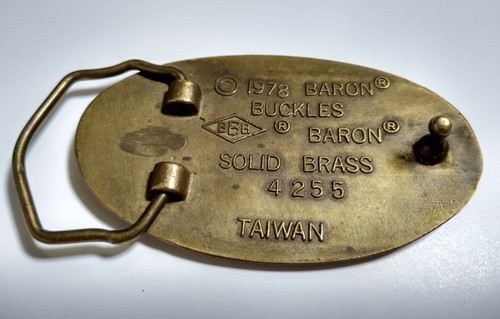 © 1978 BARON®
BUCKLES
BBB. ® BARON®
SOLID BRASS
4255
TAIWAN